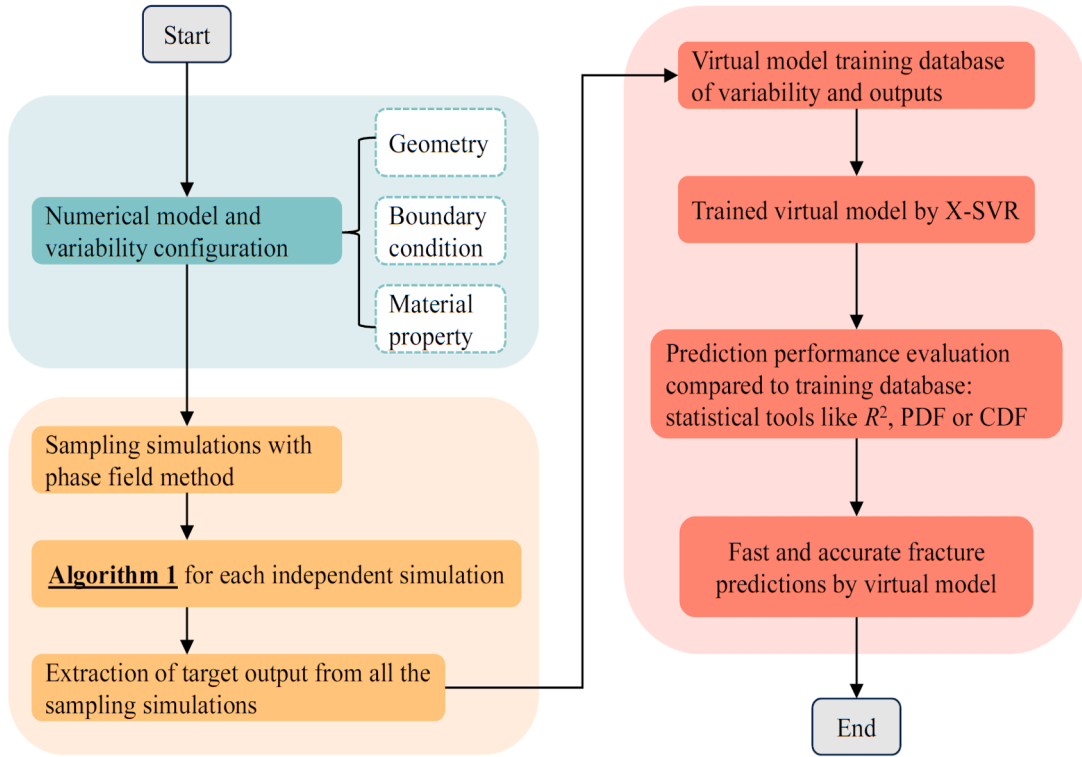 Start
Numerical model and
variability configuration
Geometry
Boundary
condition
Material
property
Sampling simulations with
phase field method
Algorithm 1 for each independent simulation
Extraction of target output from all the
sampling simulations
Virtual model training database
of variability and outputs
Trained virtual model by X-SVR
Prediction performance evaluation
compared to training database:
statistical tools like R², PDF or CDF
Fast and accurate fracture
predictions by virtual model
End